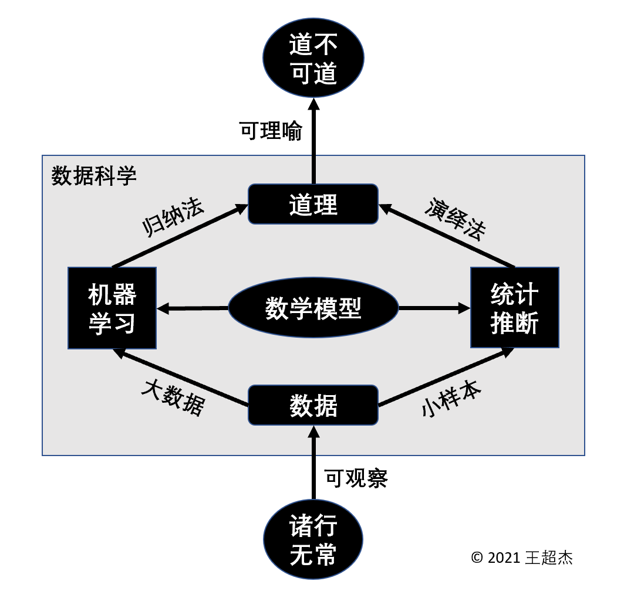 道不
可道
可理喻
数据科学
道理
归纳法
演绎法
机器
学习
数学模型
统计
推断
大数据
小样本
数据
可观察
诸行
无常
© 2021 王超杰